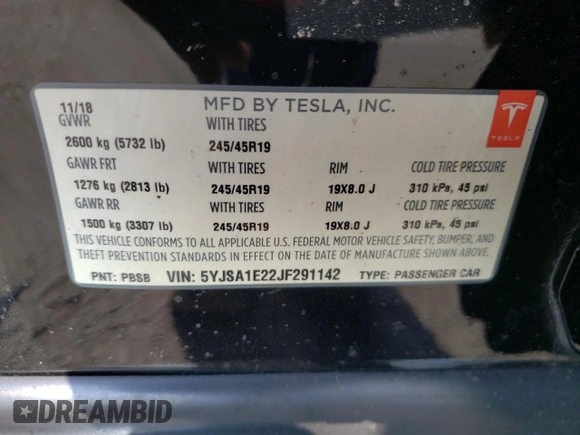 11/18 MFD BY TESLA, INC.
GVWR WITH TIRES
2600 kg (5732 lb) 245/45R19
GAWR FRT WITH TIRES RIM COLD TIRE PRESSURE
1276 kg (2813 lb) 245/45R19 19X8.0 J 310 kPa, 45 psi
GAWR RR WITH TIRES RIM COLD TIRE PRESSURE
1500 kg (3307 lb) 245/45R19 19X8.0 J 310 kPa, 45 psi
THIS VEHICLE CONFORMS TO ALL APPLICABLE U.S. FEDERAL MOTOR VEHICLE SAFETY, BUMPER, AND
THEFT PREVENTION STANDARDS IN EFFECT ON THE DATE OF MANUFACTURE SHOWN ABOVE.
PNT: PBSB VIN: 5YJSA1E22JF291142 TYPE: PASSENGER CAR
TESLA
DREAMBID